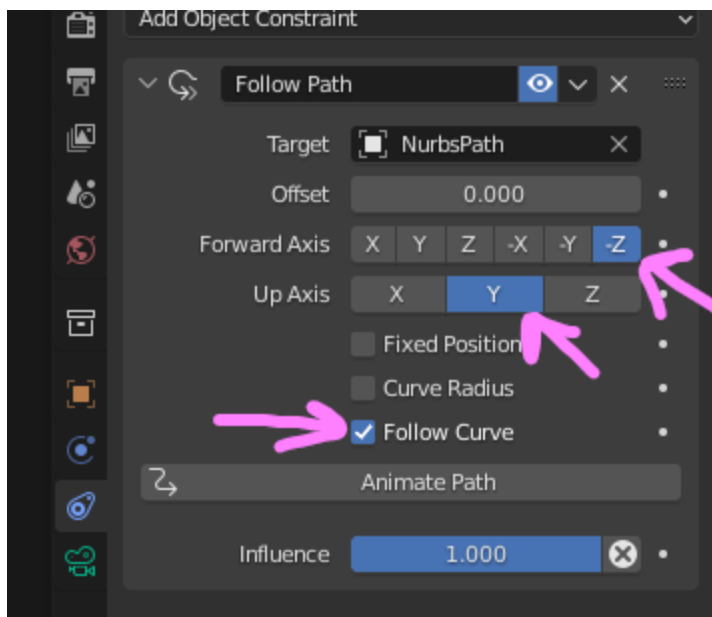 Add Object Constraint
Follow Path
Target NurbsPath
Offset 0.000
Forward Axis X Y Z -X -Y -Z
Up Axis X Y Z
Fixed Position
Curve Radius
Follow Curve
Animate Path
Influence 1.000